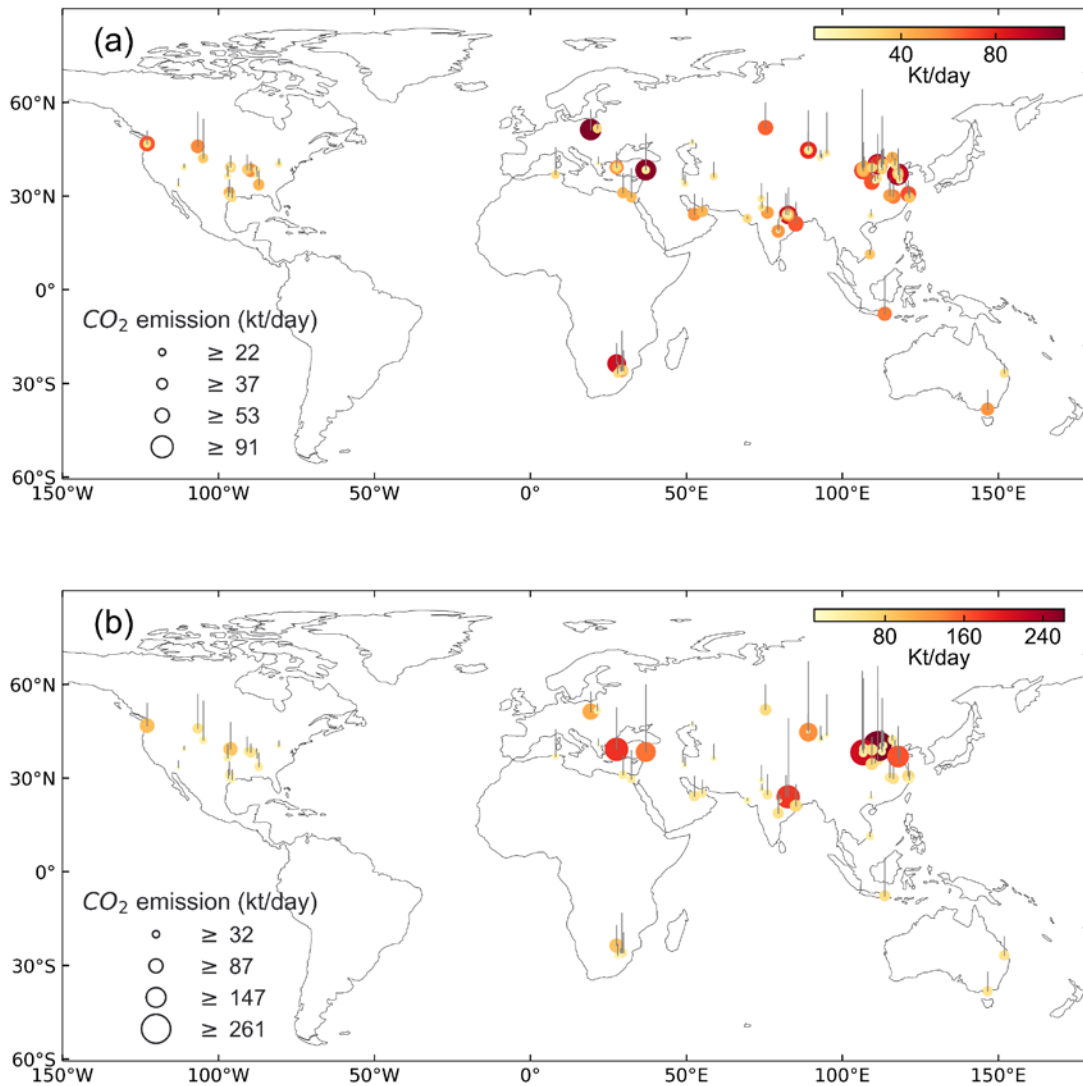 (a)
40 80
Kt/day
60°N
30°N
0°
30°S
60°S
CO₂ emission (kt/day)
≥ 22
≥ 37
≥ 53
≥ 91
150°W 100°W 50°W 0° 50°E 100°E 150°E
(b)
80 160 240
Kt/day
60°N
30°N
0°
30°S
60°S
CO₂ emission (kt/day)
≥ 32
≥ 87
≥ 147
≥ 261
150°W 100°W 50°W 0° 50°E 100°E 150°E